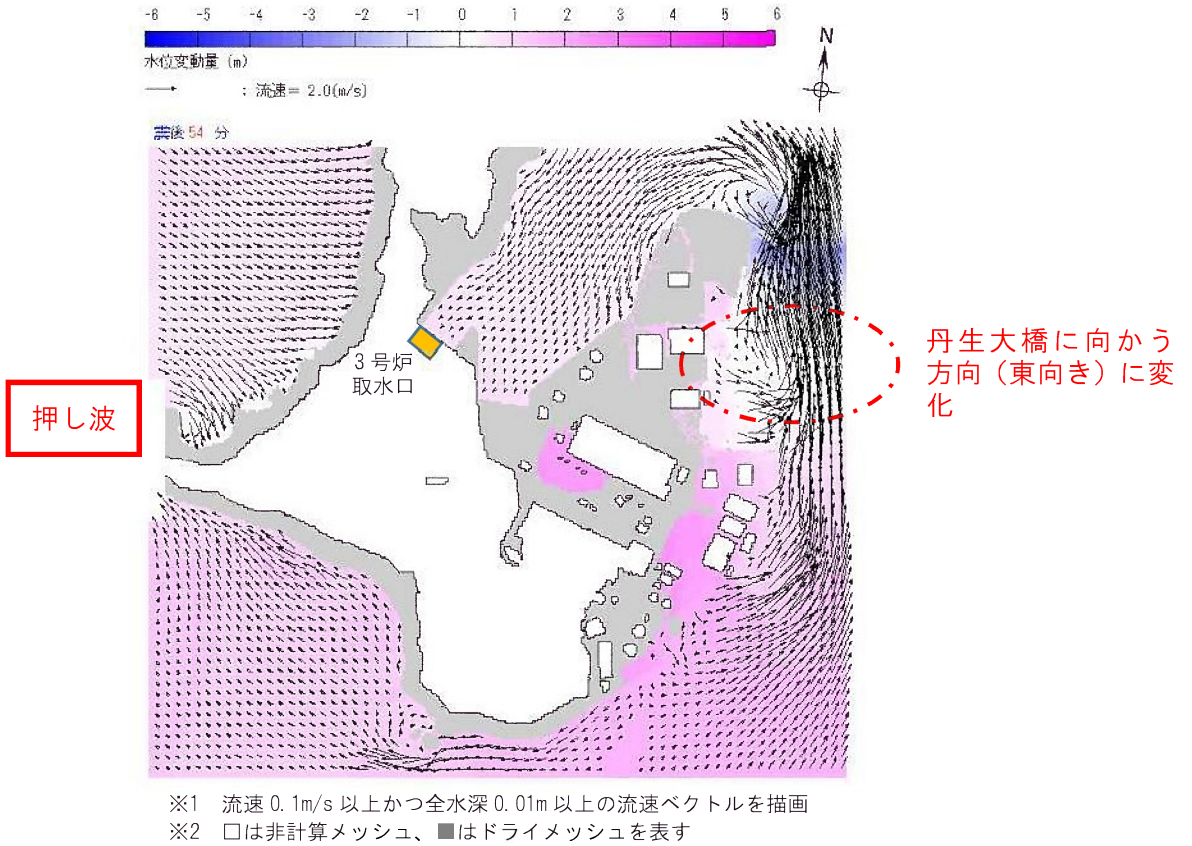 -6 -5 -4 -3 -2 -1 0 1 2 3 4 5 6
水位変動量 (m)
: 流速= 2.0(m/s)
N
震後 54 分
3号炉
取水口
押し波
丹生大橋に向かう
方向（東向き）に変
化
※1 流速 0.1m/s 以上かつ全水深 0.01m 以上の流速ベクトルを描画
※2 □は非計算メッシュ、■はドライメッシュを表す